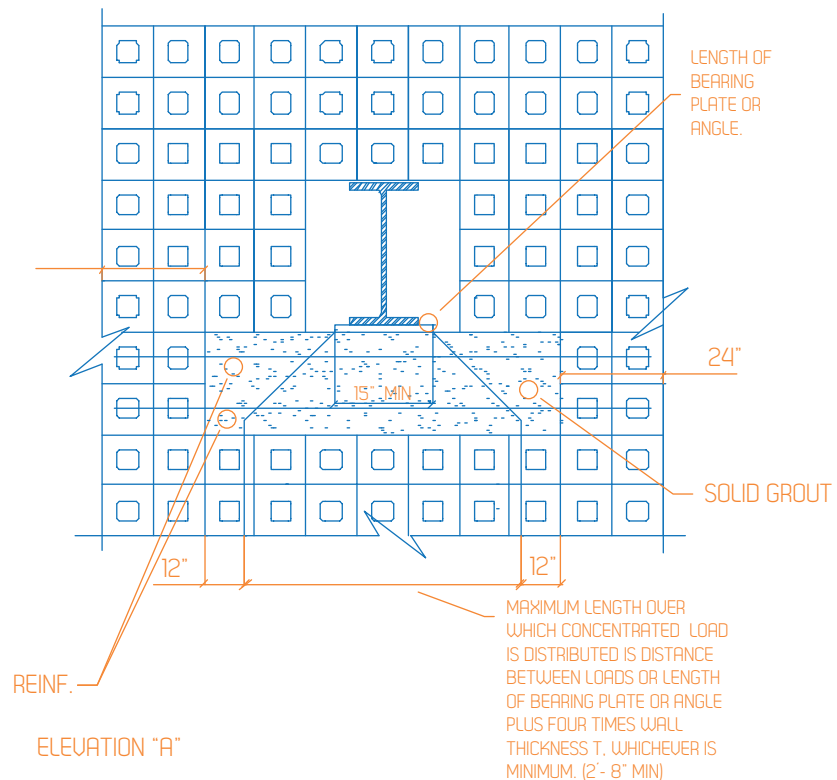 LENGTH OF
BEARING
PLATE OR
ANGLE.
24"
15" MIN
SOLID GROUT
12"
12"
MAXIMUM LENGTH OVER
WHICH CONCENTRATED LOAD
IS DISTRIBUTED IS DISTANCE
BETWEEN LOADS OR LENGTH
OF BEARING PLATE OR ANGLE
PLUS FOUR TIMES WALL
THICKNESS T, WHICHEVER IS
MINIMUM. (2'- 8" MIN)
REINF.
ELEVATION "A"